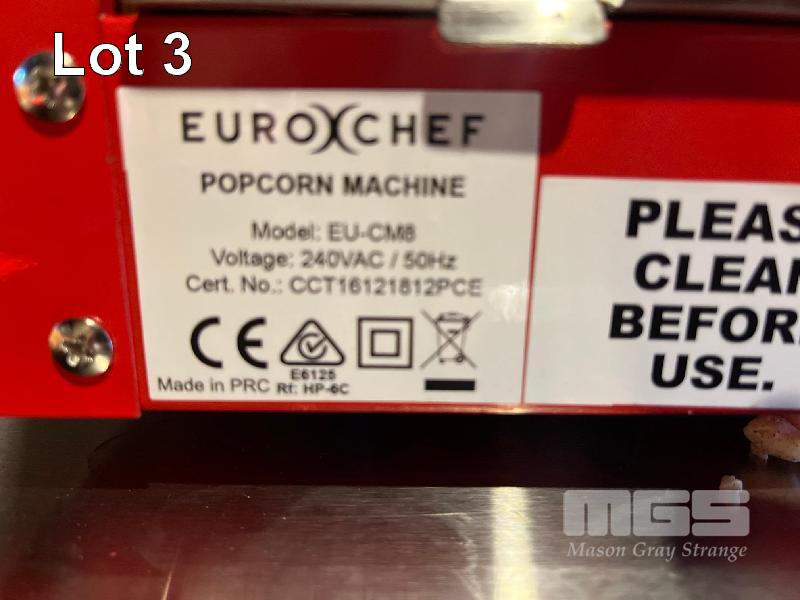 Lot 3
EUROCHEF
POPCORN MACHINE
Model: EU-CM8
Voltage: 240VAC / 50Hz
Cert. No.: CCT16121812PCE
CE
E6125
Made in PRC Rf: HP-6C
PLEAS
CLEAN
BEFOR
USE.
MGS
Mason Gray Strange